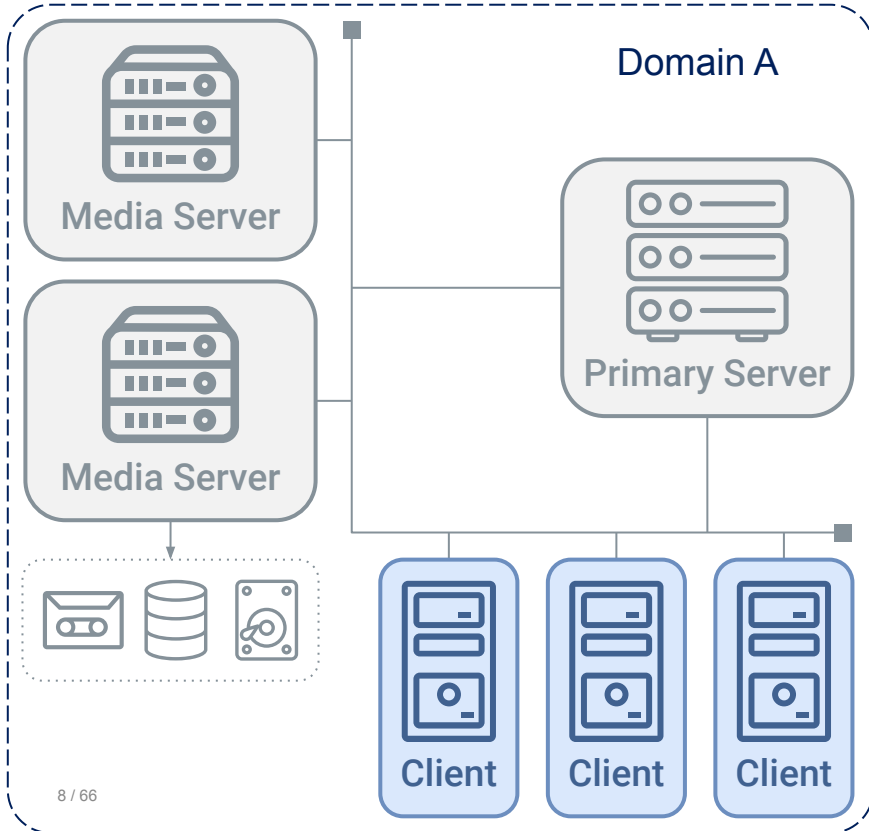 Domain A
Media Server
Primary Server
Media Server
Client
Client
Client
8 / 66